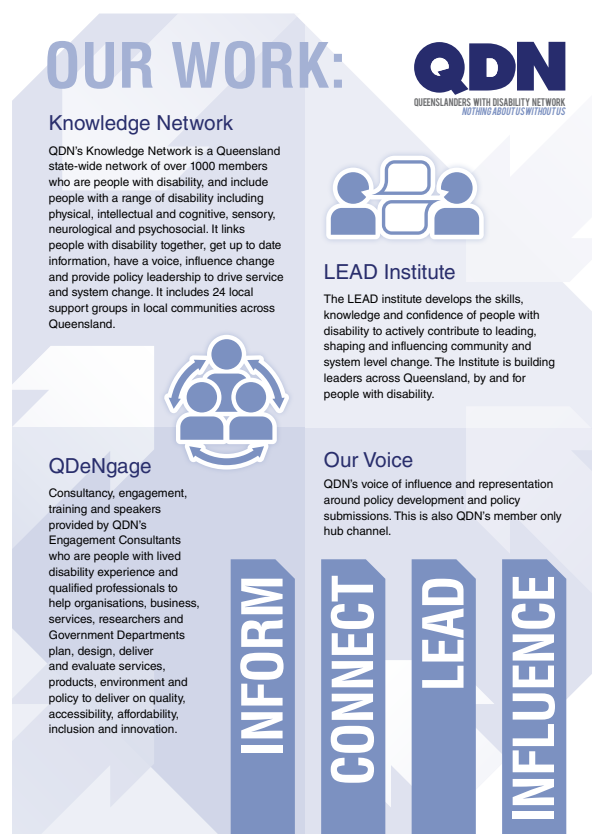 OUR WORK:
QDN
QUEENSLANDERS WITH DISABILITY NETWORK
NOTHING ABOUT US WITHOUT US
Knowledge Network
QDN's Knowledge Network is a Queensland
state-wide network of over 1000 members
who are people with disability, and include
people with a range of disability including
physical, intellectual and cognitive, sensory,
neurological and psychosocial. It links
people with disability together, get up to date
information, have a voice, influence change
and provide policy leadership to drive service
and system change. It includes 24 local
support groups in local communities across
Queensland.
LEAD Institute
The LEAD institute develops the skills,
knowledge and confidence of people with
disability to actively contribute to leading,
shaping and influencing community and
system level change. The Institute is building
leaders across Queensland, by and for
people with disability.
QDeNgage
Consultancy, engagement,
training and speakers
provided by QDN's
Engagement Consultants
who are people with lived
disability experience and
qualified professionals to
help organisations, business,
services, researchers and
Government Departments
plan, design, deliver
and evaluate services,
products, environment and
policy to deliver on quality,
accessibility, affordability,
inclusion and innovation.
Our Voice
QDN's voice of influence and representation
around policy development and policy
submissions. This is also QDN's member only
hub channel.
INFORM
CONNECT
LEAD
INFLUENCE